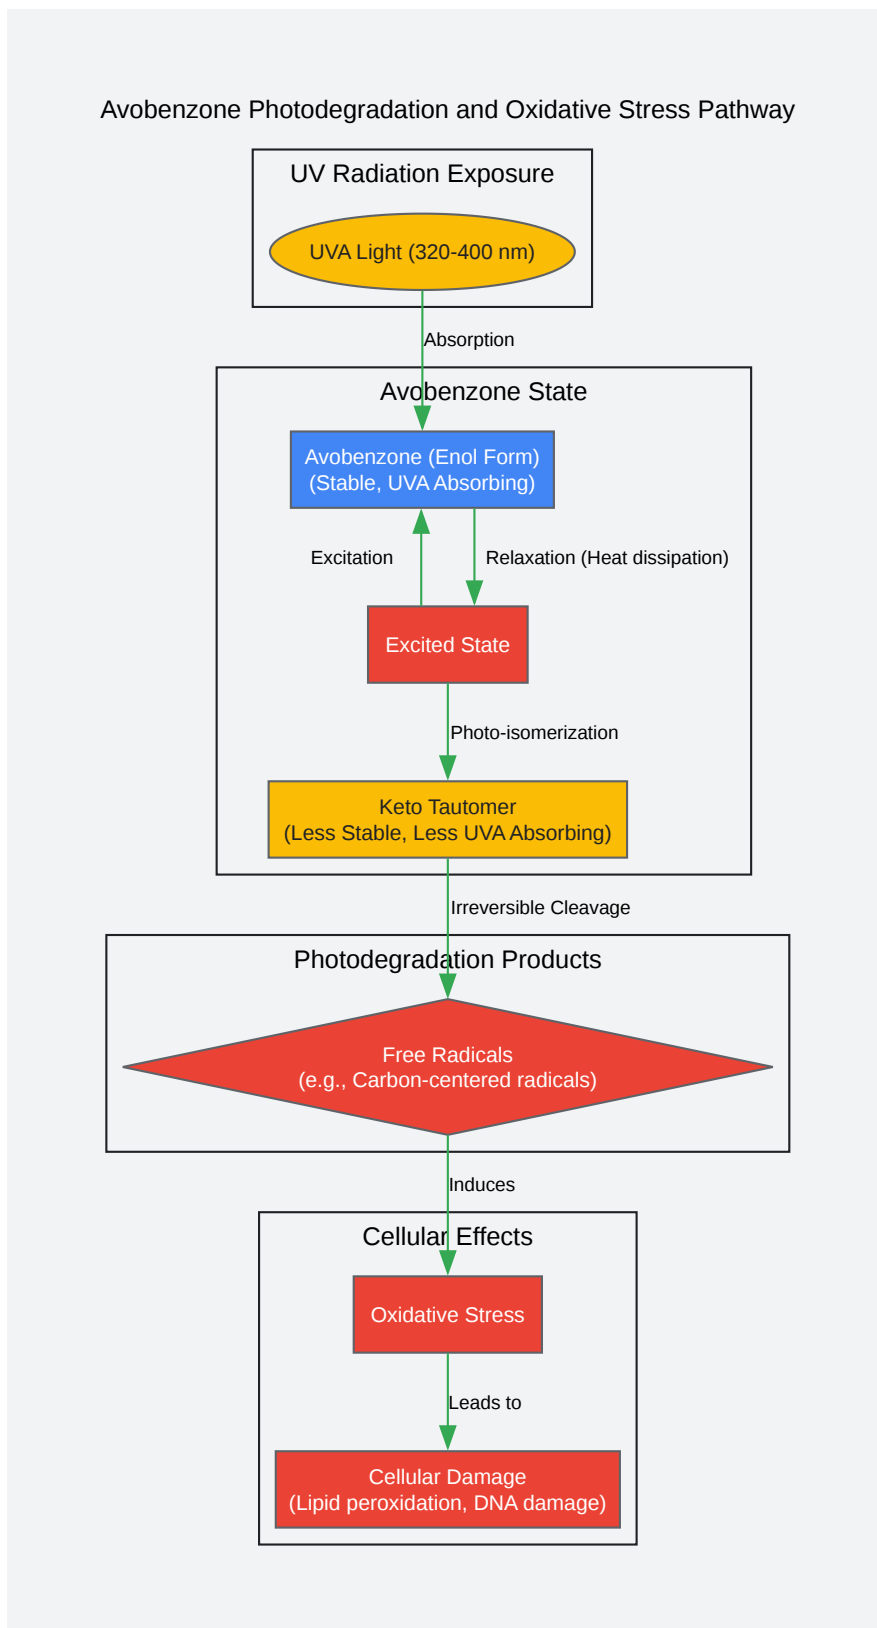 Avobenzone Photodegradation and Oxidative Stress Pathway
UV Radiation Exposure
UVA Light (320-400 nm)
Absorption
Avobenzone State
Avobenzone (Enol Form)
(Stable, UVA Absorbing)
Excitation
Relaxation (Heat dissipation)
Excited State
Photo-isomerization
Keto Tautomer
(Less Stable, Less UVA Absorbing)
Irreversible Cleavage
Photodegradation Products
Free Radicals
(e.g., Carbon-centered radicals)
Induces
Cellular Effects
Oxidative Stress
Leads to
Cellular Damage
(Lipid peroxidation, DNA damage)